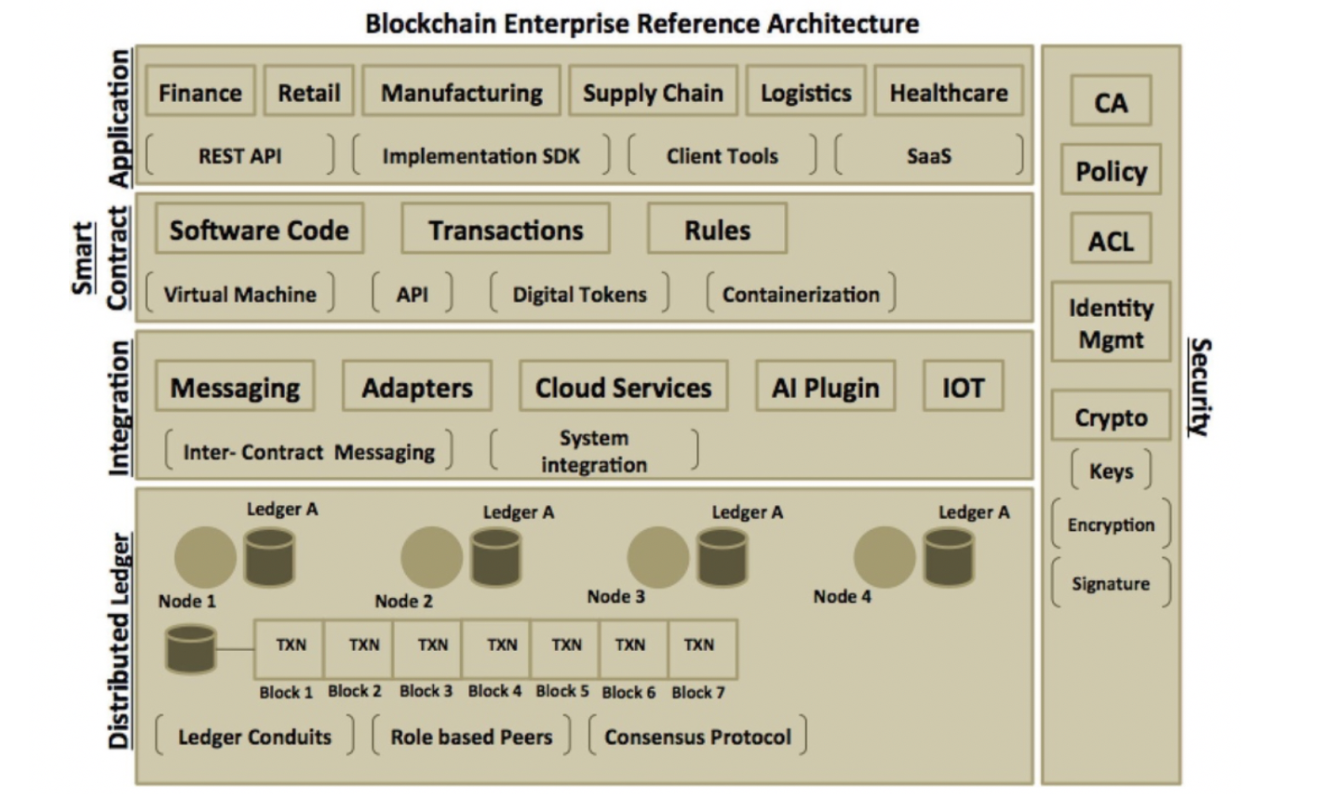 Blockchain Enterprise Reference Architecture
Application
Finance Retail Manufacturing Supply Chain Logistics Healthcare
REST API Implementation SDK Client Tools SaaS
Smart
Contract
Software Code Transactions Rules
Virtual Machine API Digital Tokens Containerization
Integration
Messaging Adapters Cloud Services AI Plugin IOT
Inter- Contract Messaging
System
integration
Distributed Ledger
Ledger A Ledger A Ledger A Ledger A
Node 1 Node 2 Node 3 Node 4
TXN TXN TXN TXN TXN TXN TXN
Block 1 Block 2 Block 3 Block 4 Block 5 Block 6 Block 7
Ledger Conduits Role based Peers Consensus Protocol
CA
Policy
ACL
Identity
Mgmt
Crypto
Keys
Encryption
Signature
Security